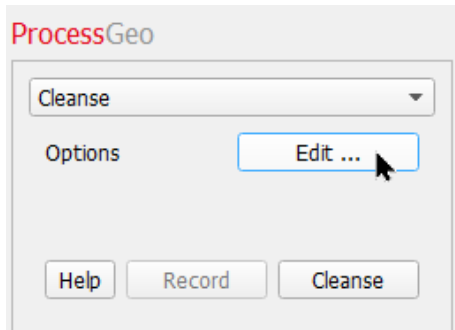 ProcessGeo
Cleanse
Options Edit ...
Help Record Cleanse